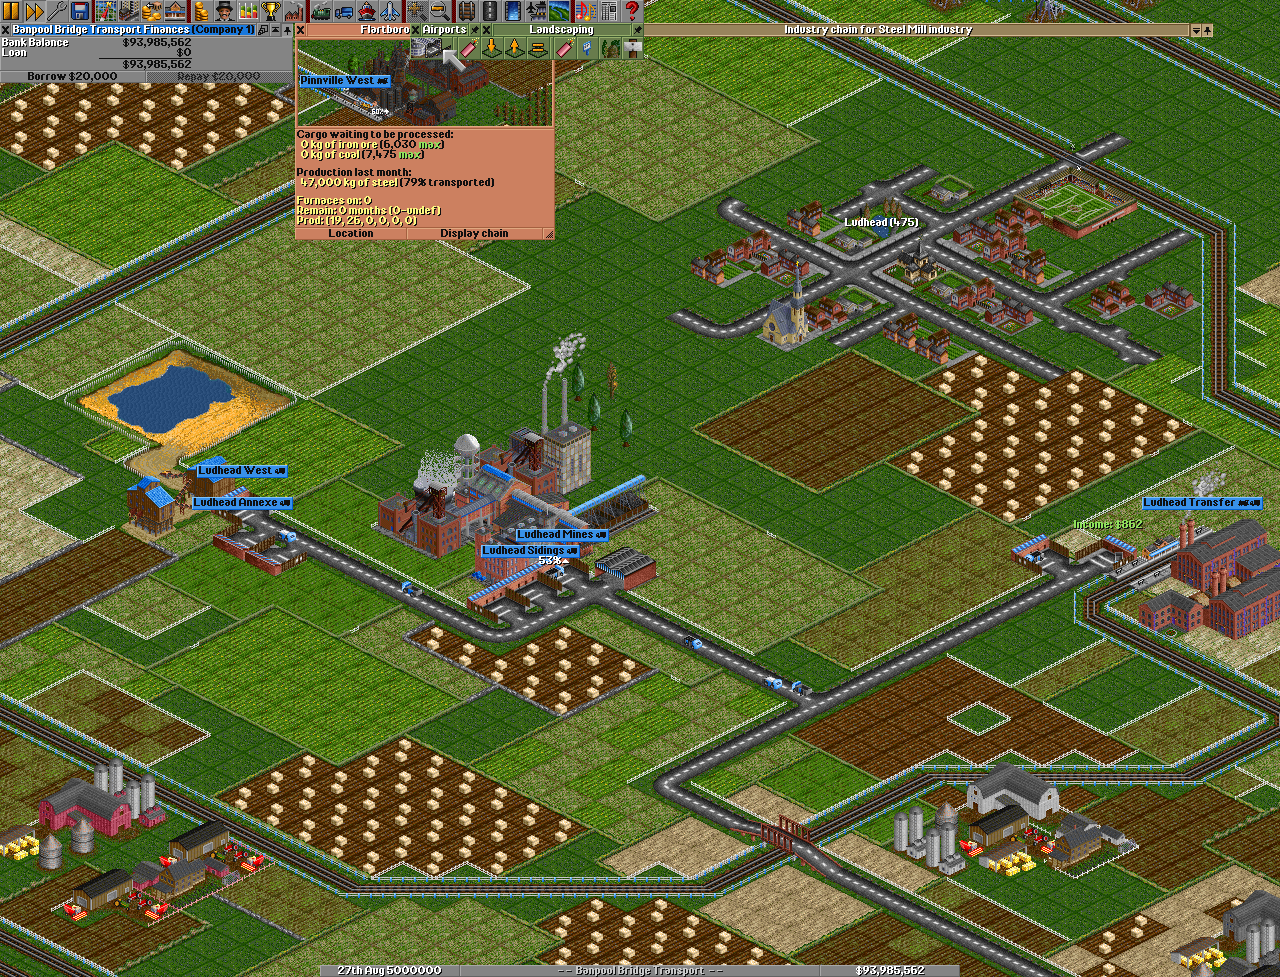 Banpool Bridge Transport Finances (Company 1)
Bank Balance $93,985,562
Loan $0
$93,985,562
Borrow $20,000 Repay $20,000
Flartboro
Airports
Landscaping
Industry chain for Steel Mill industry
Pinnville West
60%
Cargo waiting to be processed:
0 kg of iron ore (6,030 max)
0 kg of coal (7,475 max)
Production last month:
47,000 kg of steel (79% transported)
Furnaces on: 0
Remain: 0 months (0-undef)
Prod: (19, 26, 0, 0, 0, 0)
Location Display chain
Ludhead (475)
Ludhead West
Ludhead Annexe
Ludhead Mines
Ludhead Sidings
53%
Ludhead Transfer
Income: $862
27th Aug 5000000 -- Banpool Bridge Transport -- $93,985,562